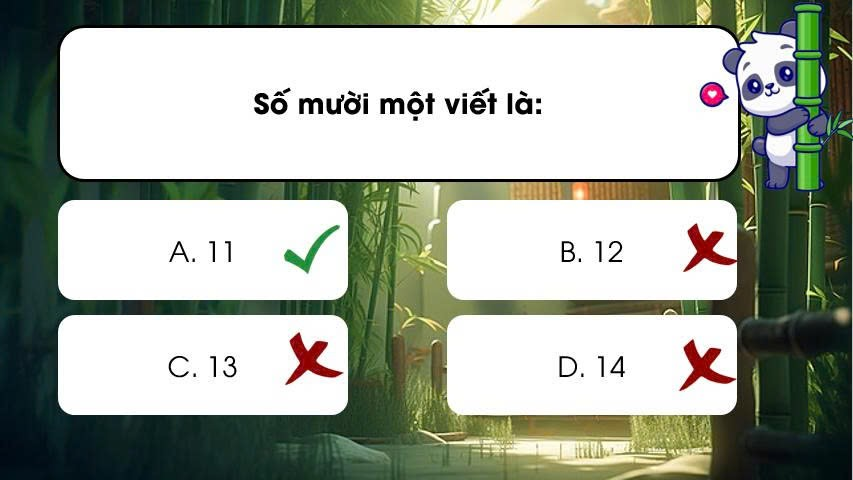 Số mười một viết là:
A. 11
B. 12
C. 13
D. 14